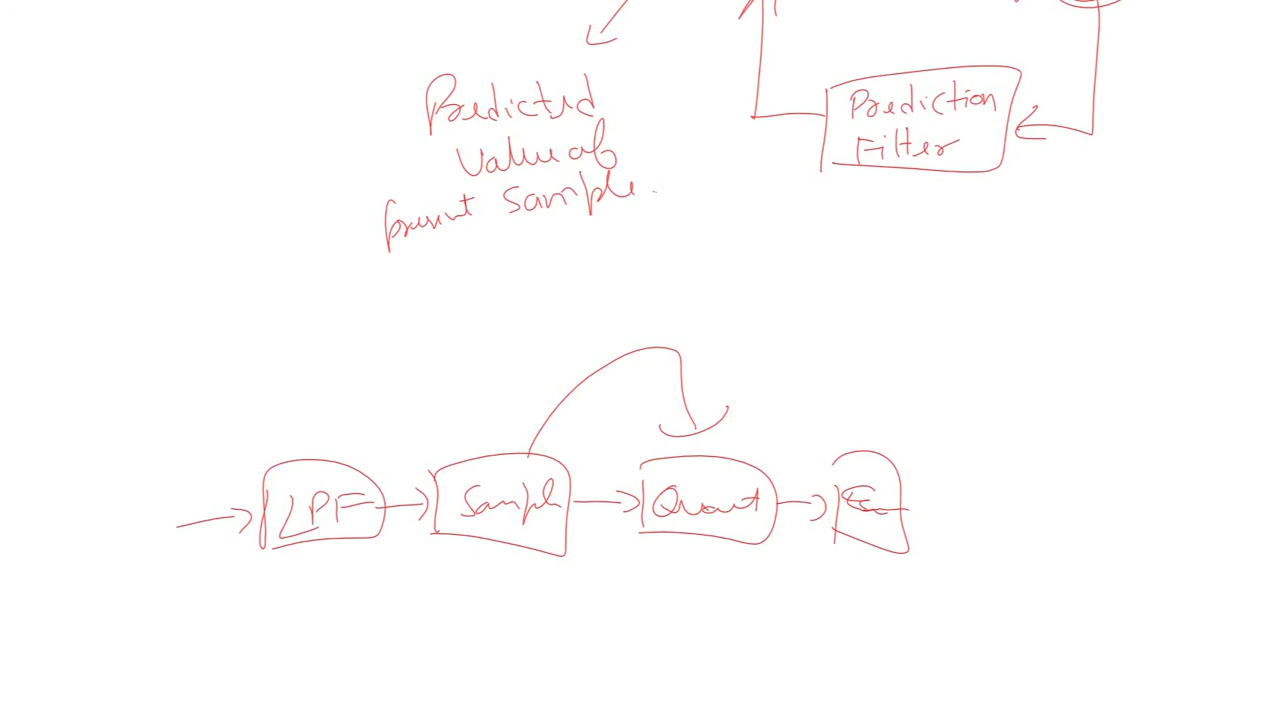 Predicted
Value of
present Sample.
Prediction
Filter
LPF
Sample
Quant